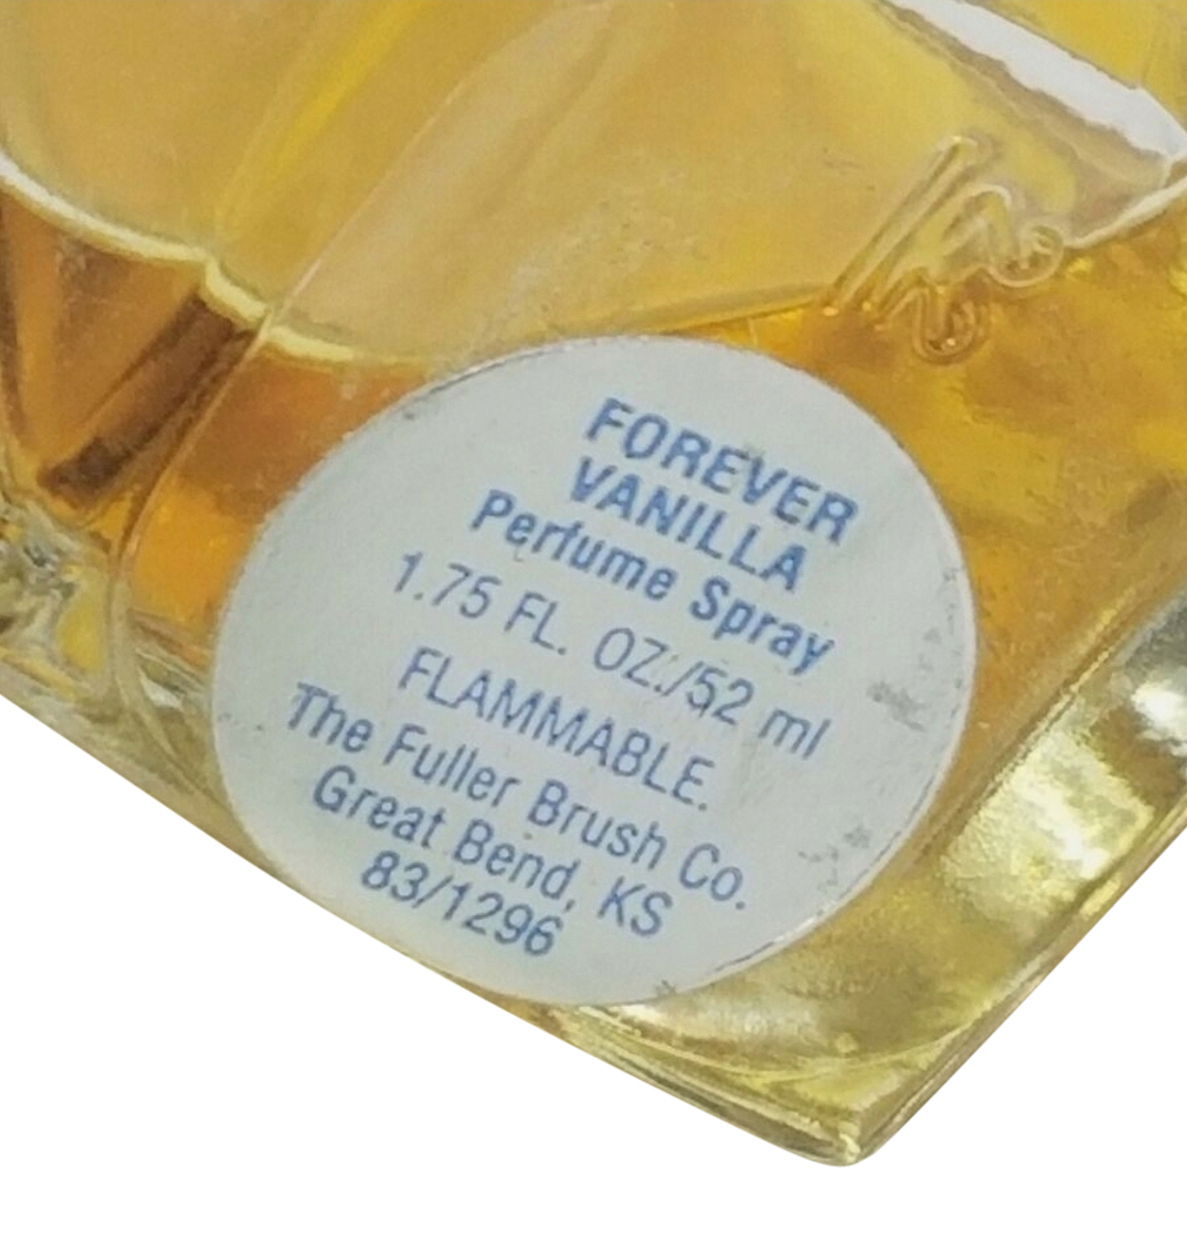 FOREVER
VANILLA
Perfume Spray
1.75 FL. OZ./52 ml
FLAMMABLE.
The Fuller Brush Co.
Great Bend, KS
83/1296